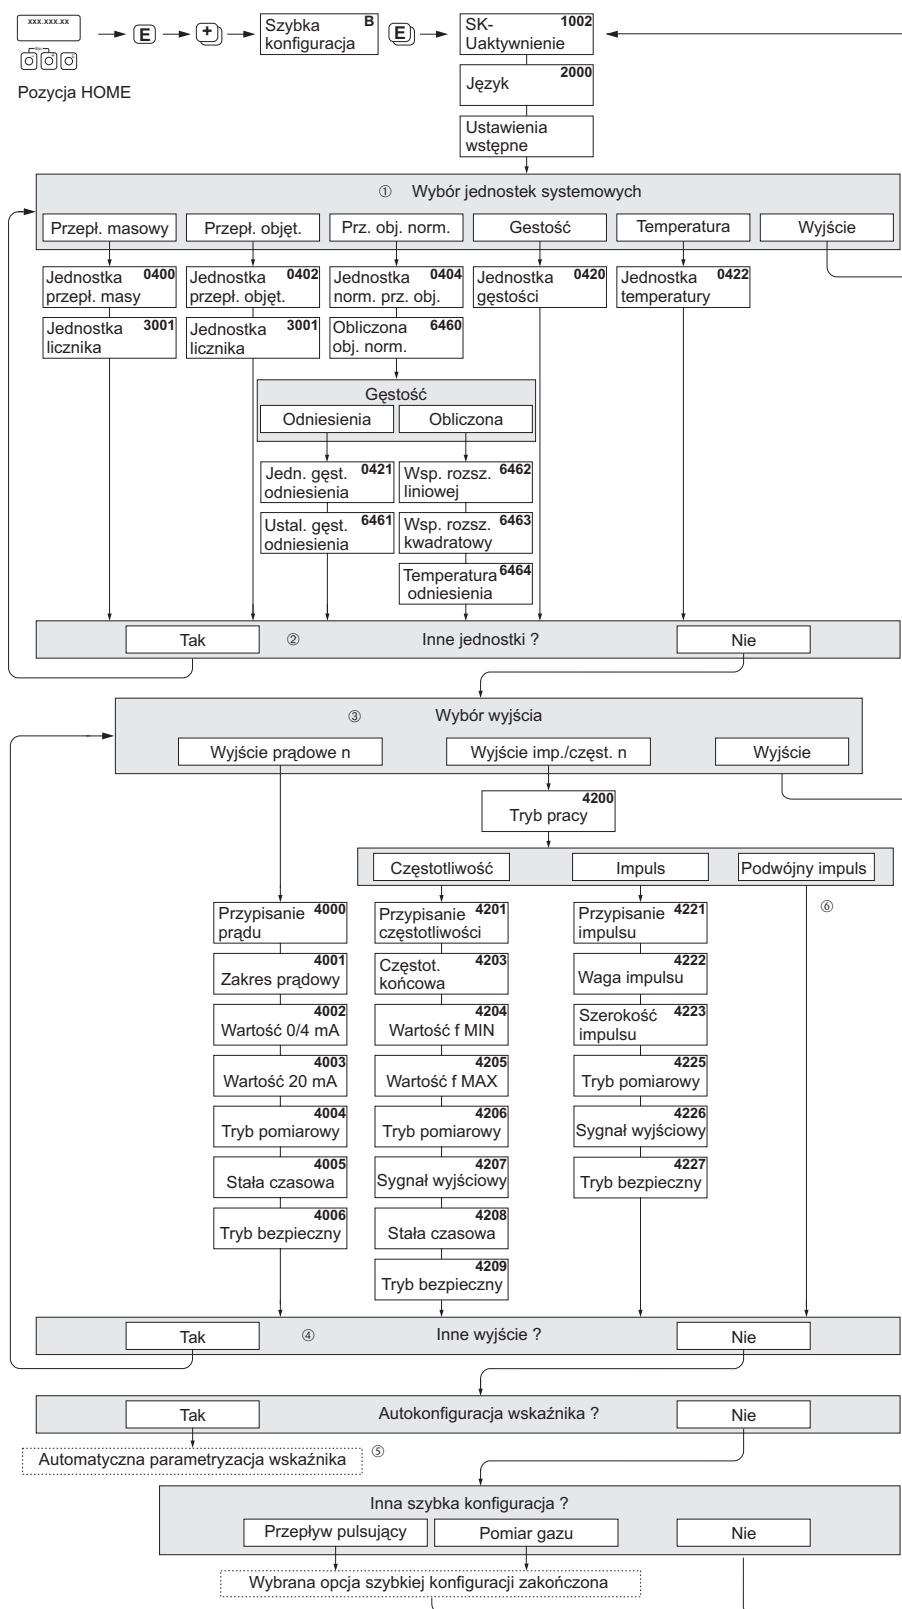 xxx.xxx.xx
Esc
E
+
Szybka B
konfiguracja
E
SK- 1002
Uaktywnienie
Pozycja HOME
Język 2000
Ustawienia
wstępne
① Wybór jednostek systemowych
Przepł. masowy
Przepł. objęt.
Prz. obj. norm.
Gestość
Temperatura
Wyjście
Jednostka 0400
przepł. masy
Jednostka 0402
przepł. objęt.
Jednostka 0404
norm. prz. obj.
Jednostka 0420
gęstości
Jednostka 0422
temperatury
Jednostka 3001
licznika
Jednostka 3001
licznika
Obliczona 6460
obj. norm.
Gęstość
Odniesienia
Obliczona
Jedn. gęst. 0421
odniesienia
Wsp. rozsz. 6462
liniowej
Ustal. gęst. 6461
odniesienia
Wsp. rozsz. 6463
kwadratowy
Temperatura 6464
odniesienia
Tak
② Inne jednostki ?
Nie
③ Wybór wyjścia
Wyjście prądowe n
Wyjście imp./częst. n
Wyjście
4200
Tryb pracy
Częstotliwość
Impuls
Podwójny impuls
⑥
Przypisanie 4000
prądu
Przypisanie 4201
częstotliwości
Przypisanie 4221
impulsu
4001
Zakres prądowy
Częstot. 4203
końcowa
4222
Waga impulsu
4002
Wartość 0/4 mA
4204
Wartość f MIN
Szerokość 4223
impulsu
4003
Wartość 20 mA
4205
Wartość f MAX
4225
Tryb pomiarowy
4004
Tryb pomiarowy
4206
Tryb pomiarowy
4226
Sygnał wyjściowy
4005
Stała czasowa
4207
Sygnał wyjściowy
4227
Tryb bezpieczny
4006
Tryb bezpieczny
4208
Stała czasowa
4209
Tryb bezpieczny
Tak
④ Inne wyjście ?
Nie
Tak
Autokonfiguracja wskaźnika ?
Nie
Automatyczna parametryzacja wskaźnika ⑤
Inna szybka konfiguracja ?
Przepływ pulsujący
Pomiar gazu
Nie
Wybrana opcja szybkiej konfiguracji zakończona